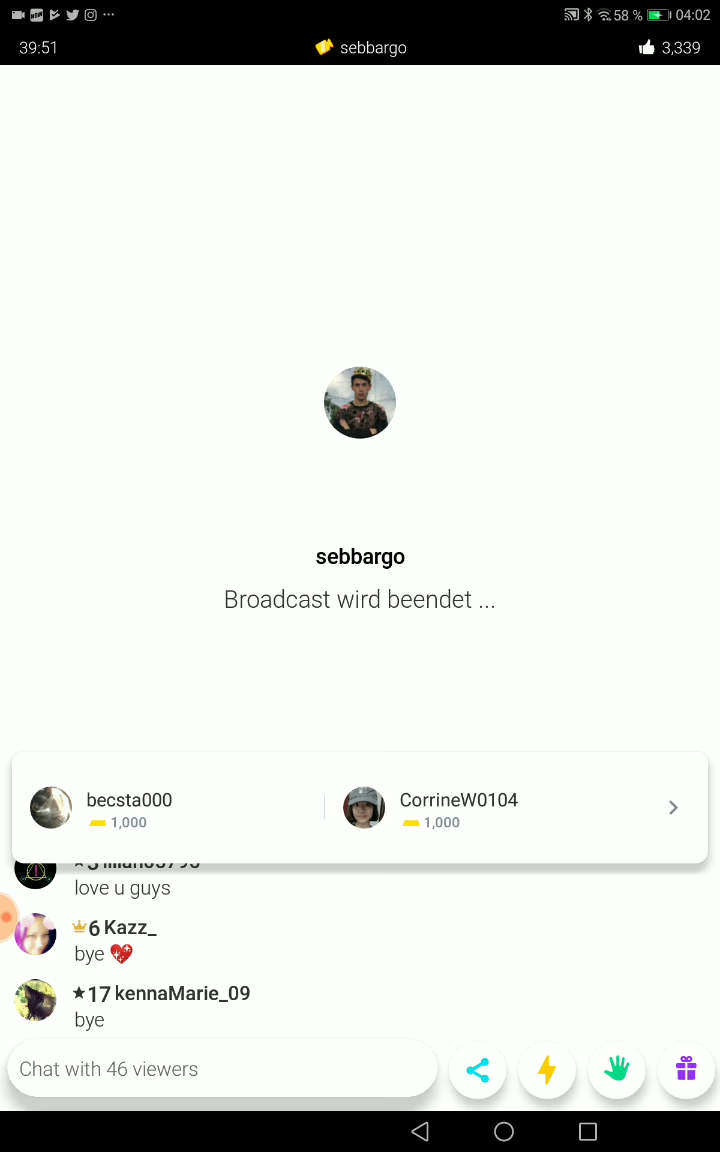 58 % 04:02
39:51 sebbargo 3,339
sebbargo
Broadcast wird beendet ...
becsta000 CorrineW0104
1,000 1,000
love u guys
6 Kazz_
bye
17 kennaMarie_09
bye
Chat with 46 viewers